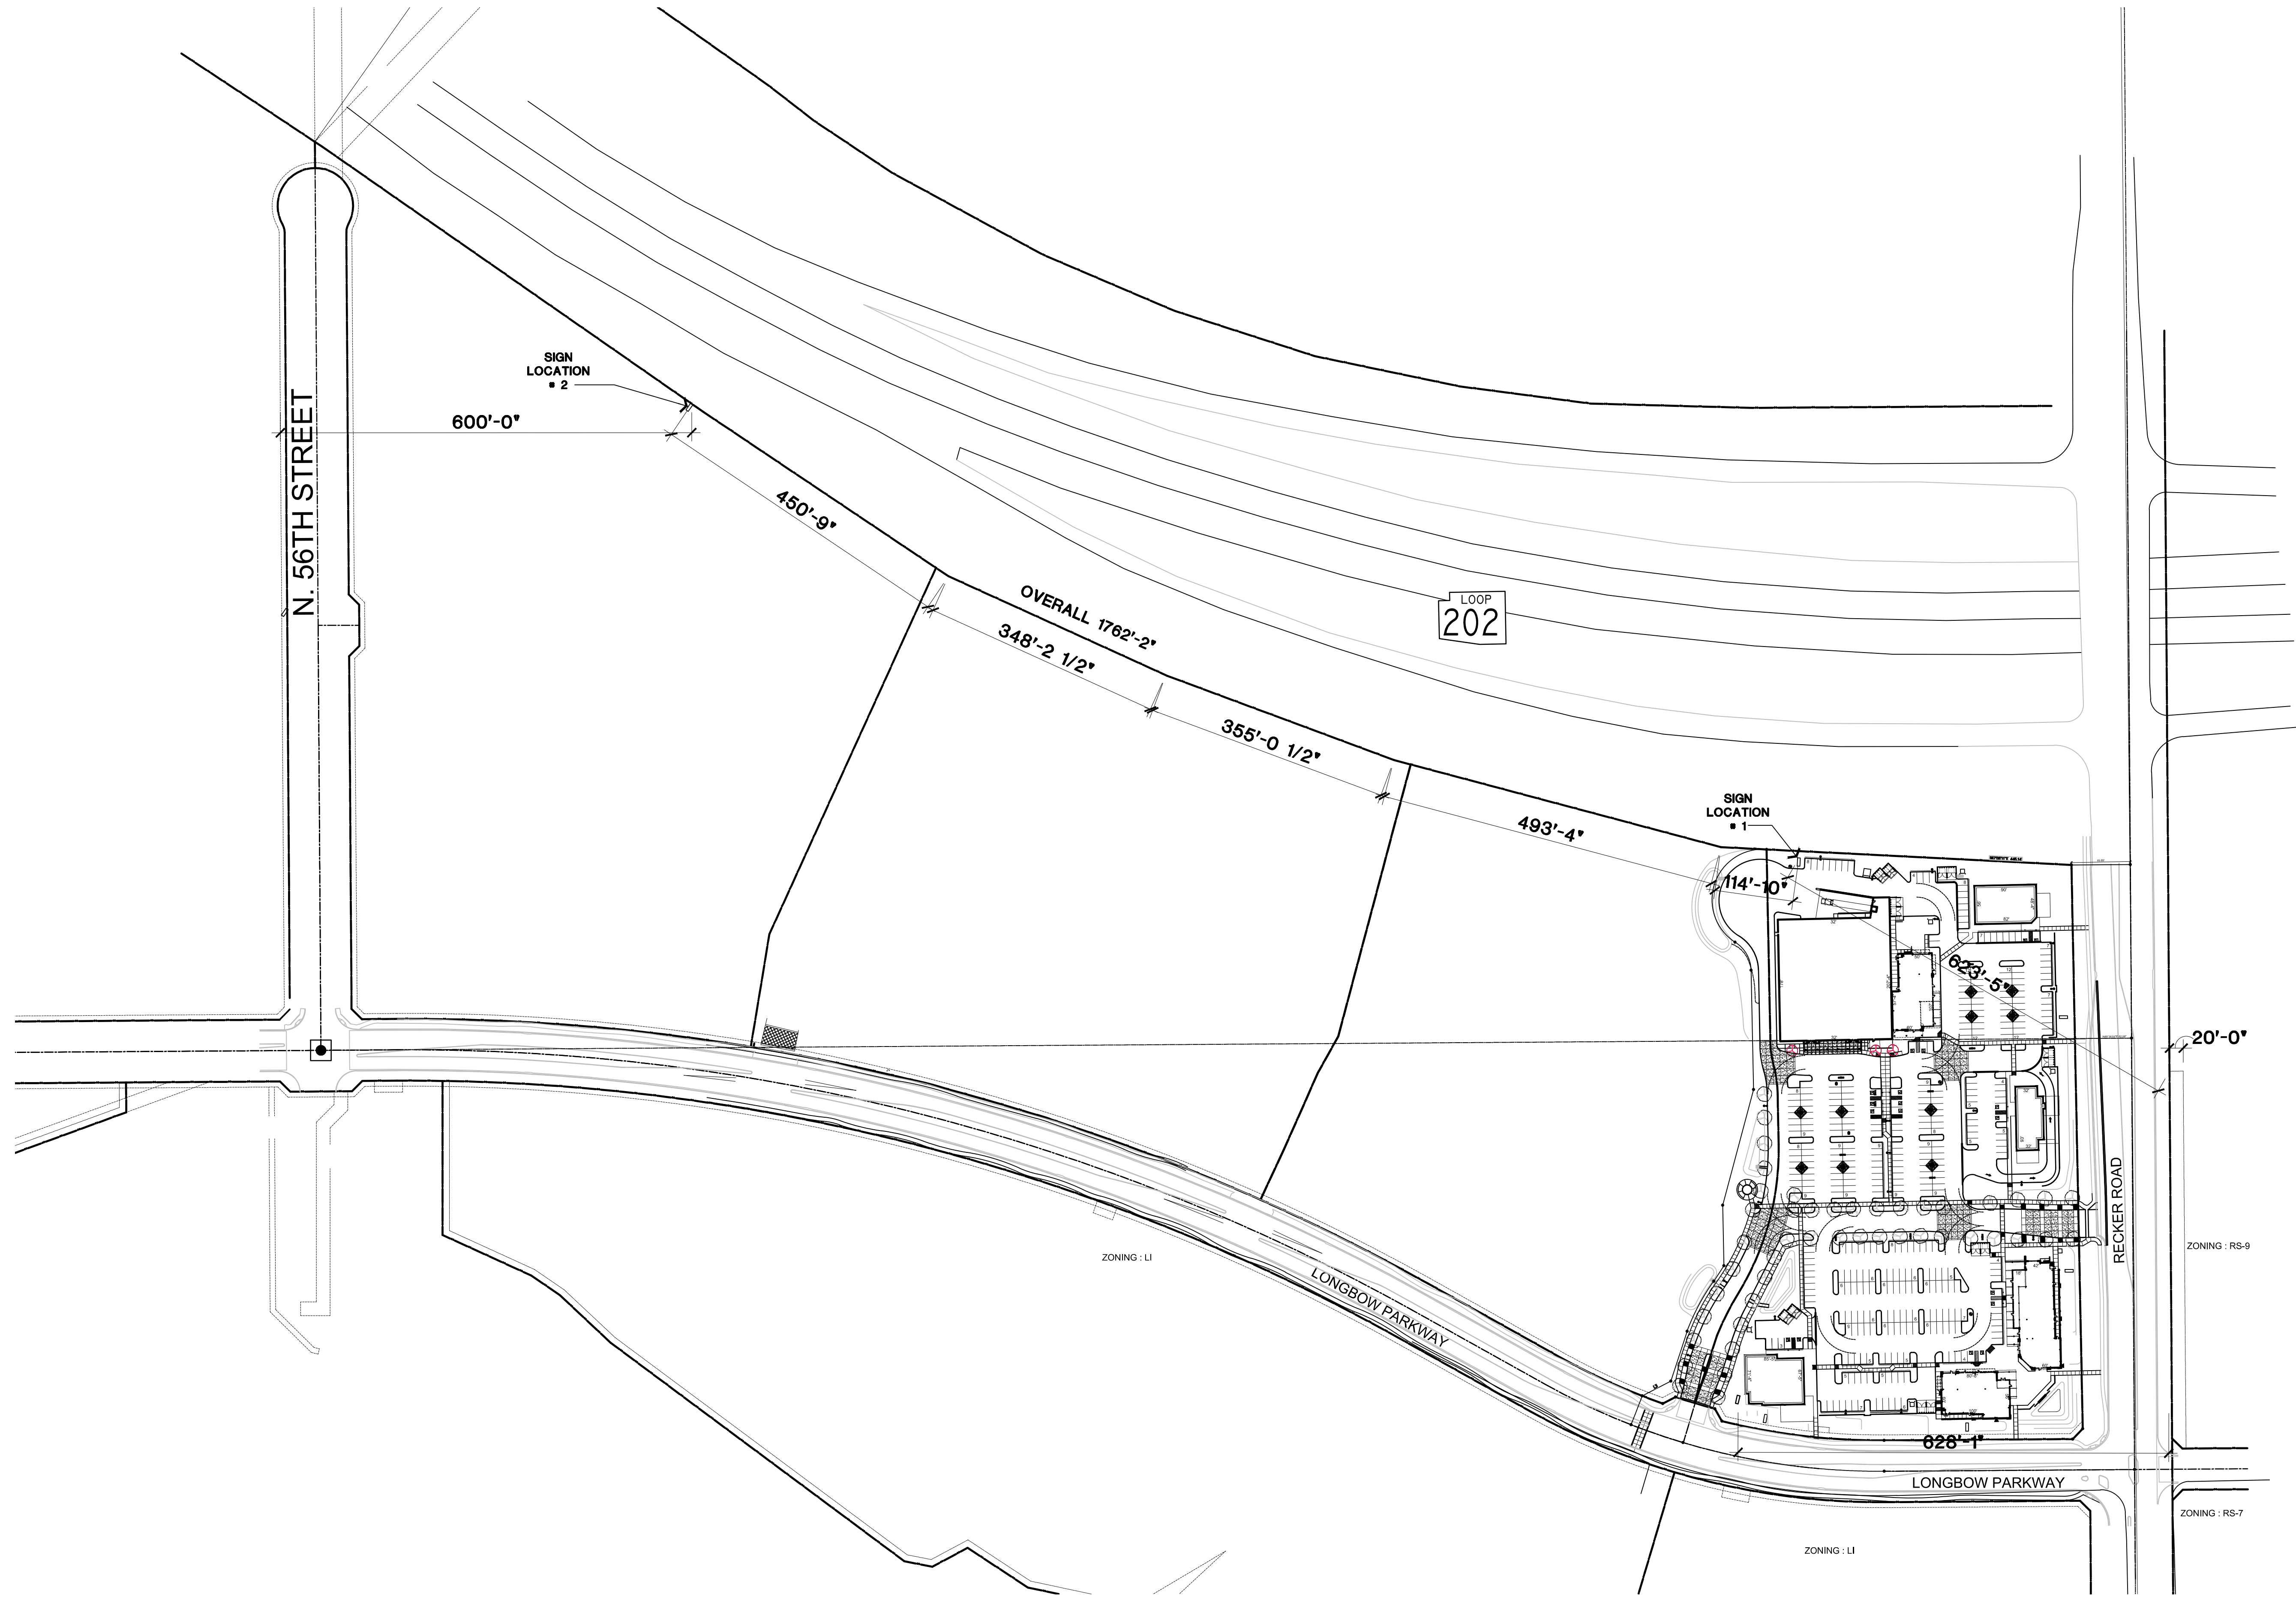 SIGN
LOCATION
# 2
600'-0"
N. 56TH STREET
450'-9"
OVERALL 1762'-2"
348'-2 1/2"
355'-0 1/2"
LOOP
202
493'-4"
SIGN
LOCATION
# 1
114'-10"
623'-5"
20'-0"
RECKER ROAD
ZONING : RS-9
ZONING : LI
LONGBOW PARKWAY
628'-1"
LONGBOW PARKWAY
ZONING : RS-7
ZONING : LI